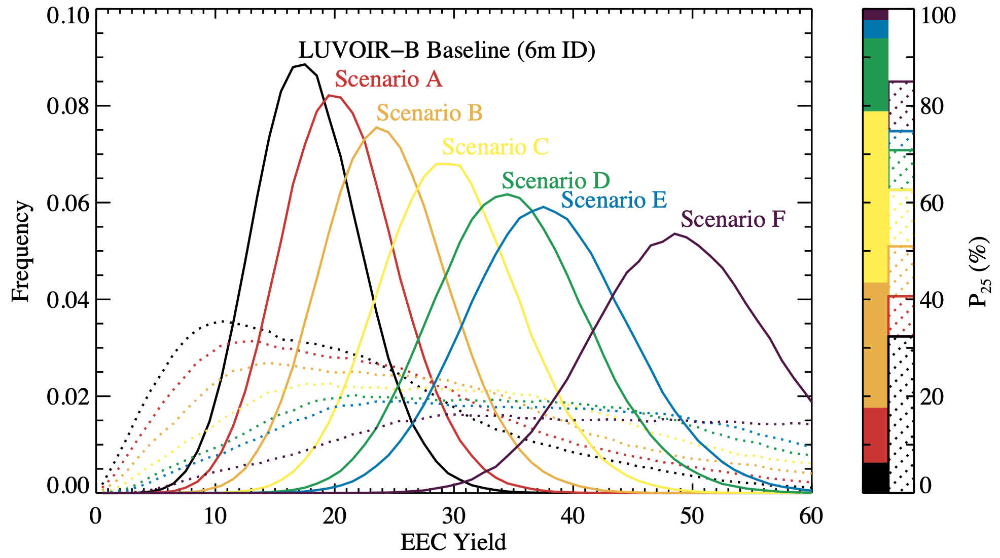 0.10
0.08
0.06
0.04
0.02
0.00
Frequency
LUVOIR–B Baseline (6m ID)
Scenario A
Scenario B
Scenario C
Scenario D
Scenario E
Scenario F
0 10 20 30 40 50 60
EEC Yield
100
80
60
40
20
0
P25 (%)